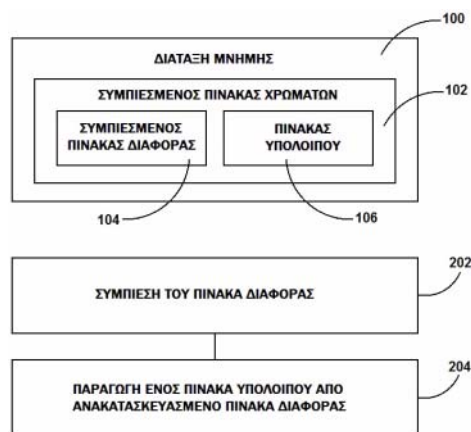 100
ΔΙΑΤΑΞΗ ΜΝΗΜΗΣ
ΣΥΜΠΙΕΣΜΕΝΟΣ ΠΙΝΑΚΑΣ ΧΡΩΜΑΤΩΝ
102
ΣΥΜΠΙΕΣΜΕΝΟΣ
ΠΙΝΑΚΑΣ ΔΙΑΦΟΡΑΣ
ΠΙΝΑΚΑΣ
ΥΠΟΛΟΙΠΟΥ
104
106
202
ΣΥΜΠΙΕΣΗ ΤΟΥ ΠΙΝΑΚΑ ΔΙΑΦΟΡΑΣ
204
ΠΑΡΑΓΩΓΗ ΕΝΟΣ ΠΙΝΑΚΑ ΥΠΟΛΟΙΠΟΥ ΑΠΟ
ΑΝΑΚΑΤΑΣΚΕΥΑΣΜΕΝΟ ΠΙΝΑΚΑ ΔΙΑΦΟΡΑΣ